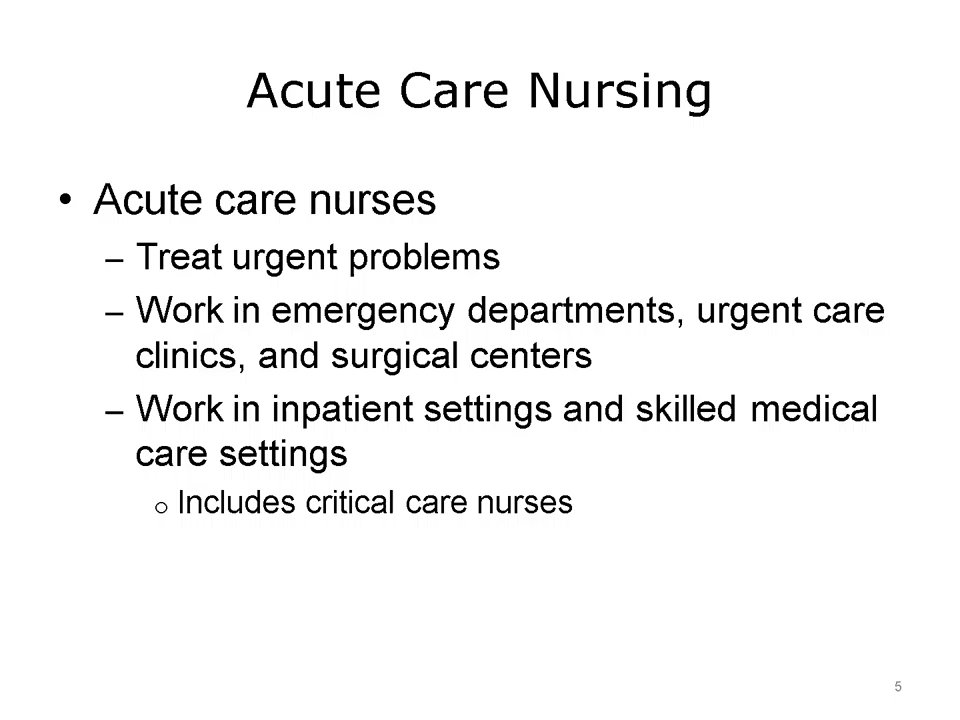 Acute Care Nursing
• Acute care nurses
– Treat urgent problems
– Work in emergency departments, urgent care
clinics, and surgical centers
– Work in inpatient settings and skilled medical
care settings
o Includes critical care nurses
5